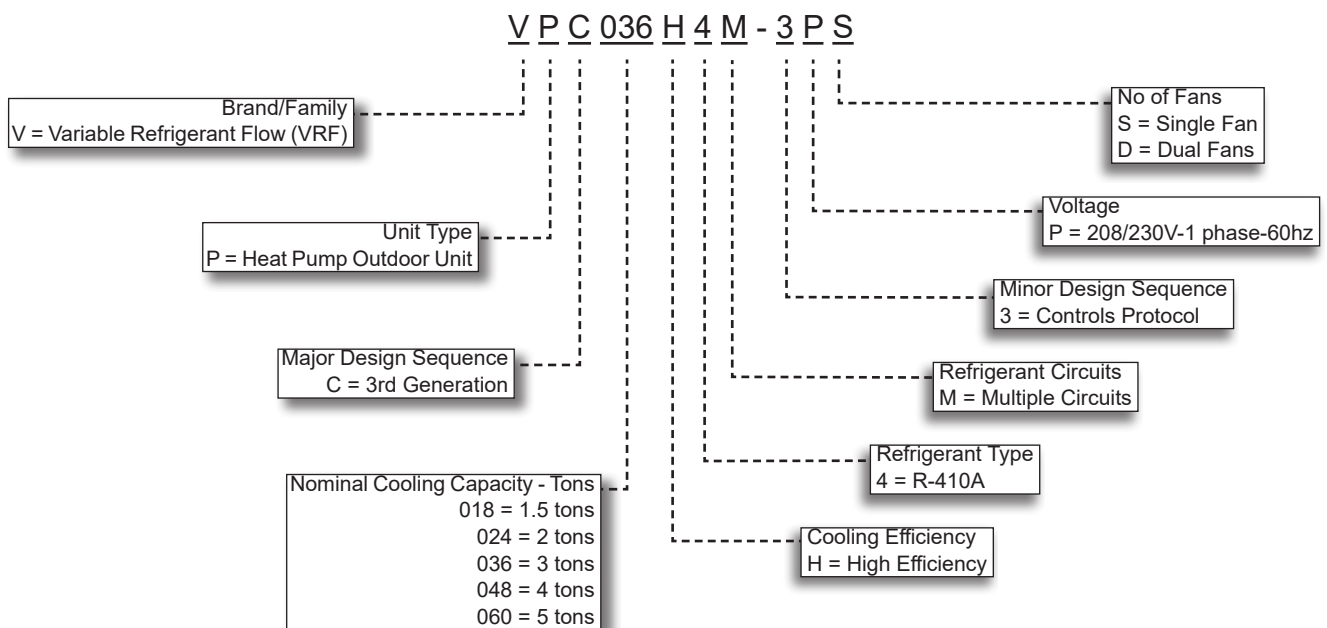 V P C 036 H 4 M - 3 P S
Brand/Family
V = Variable Refrigerant Flow (VRF)
Unit Type
P = Heat Pump Outdoor Unit
Major Design Sequence
C = 3rd Generation
Nominal Cooling Capacity - Tons
018 = 1.5 tons
024 = 2 tons
036 = 3 tons
048 = 4 tons
060 = 5 tons
No of Fans
S = Single Fan
D = Dual Fans
Voltage
P = 208/230V-1 phase-60hz
Minor Design Sequence
3 = Controls Protocol
Refrigerant Circuits
M = Multiple Circuits
Refrigerant Type
4 = R-410A
Cooling Efficiency
H = High Efficiency